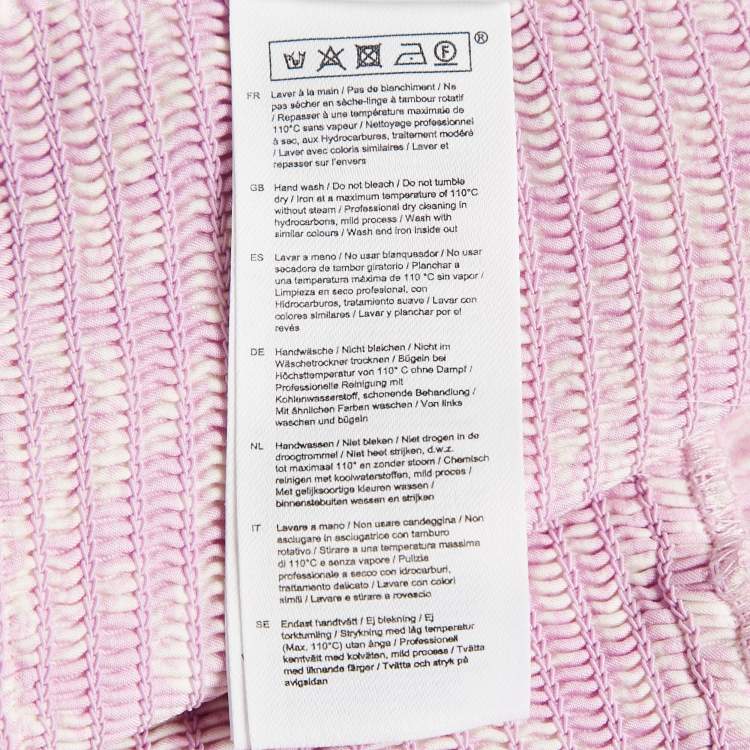 ®
FR Laver à la main / Pas de blanchiment / Ne
pas sécher en sèche-linge à tambour rotatif
/ Repasser à une température maximale de
110°C sans vapeur / Nettoyage professionnel
à sec, aux Hydrocarbures, traitement modéré
/ Laver avec coloris similaires / Laver et
repasser sur l'envers
GB Hand wash / Do not bleach / Do not tumble
dry / Iron at a maximum temperature of 110°C
without steam / Professional dry cleaning in
hydrocarbons, mild process / Wash with
similar colours / Wash and iron inside out
ES Lavar a mano / No usar blanqueador / No usar
secadora de tambor giratorio / Planchar a
una temperatura máxima de 110 °C sin vapor /
Limpieza en seco profesional, con
Hidrocarburos, tratamiento suave / Lavar con
colores similares / Lavar y planchar por el
revés
DE Handwäsche / Nicht bleichen / Nicht im
Wäschetrockner trocknen / Bügeln bei
Höchsttemperatur von 110° C ohne Dampf /
Professionelle Reinigung mit
Kohlenwasserstoff, schonende Behandlung /
Mit ähnlichen Farben waschen / Von links
waschen und bügeln
NL Handwassen / Niet bleken / Niet drogen in de
droogtrommel / Niet heet strijken, d.w.z.
tot maximaal 110° en zonder stoom / Chemisch
reinigen met koolwaterstoffen, mild proces /
Met gelijksoortige kleuren wassen /
binnenstebuiten wassen en strijken
IT Lavare a mano / Non usare candeggina / Non
asciugare in asciugatrice con tamburo
rotativo / Stirare a una temperatura massima
di 110°C e senza vapore / Pulizia
professionale a secco con idrocarburi,
trattamento delicato / Lavare con colori
simili / Lavare e stirare a rovescio
SE Endast handtvätt / Ej blekning / Ej
torktumling / Strykning med låg temperatur
(Max. 110°C) utan ånga / Professionell
kemtvätt med kolväten, mild process / Tvätta
med liknande färger / Tvätta och stryk på
avigsidan